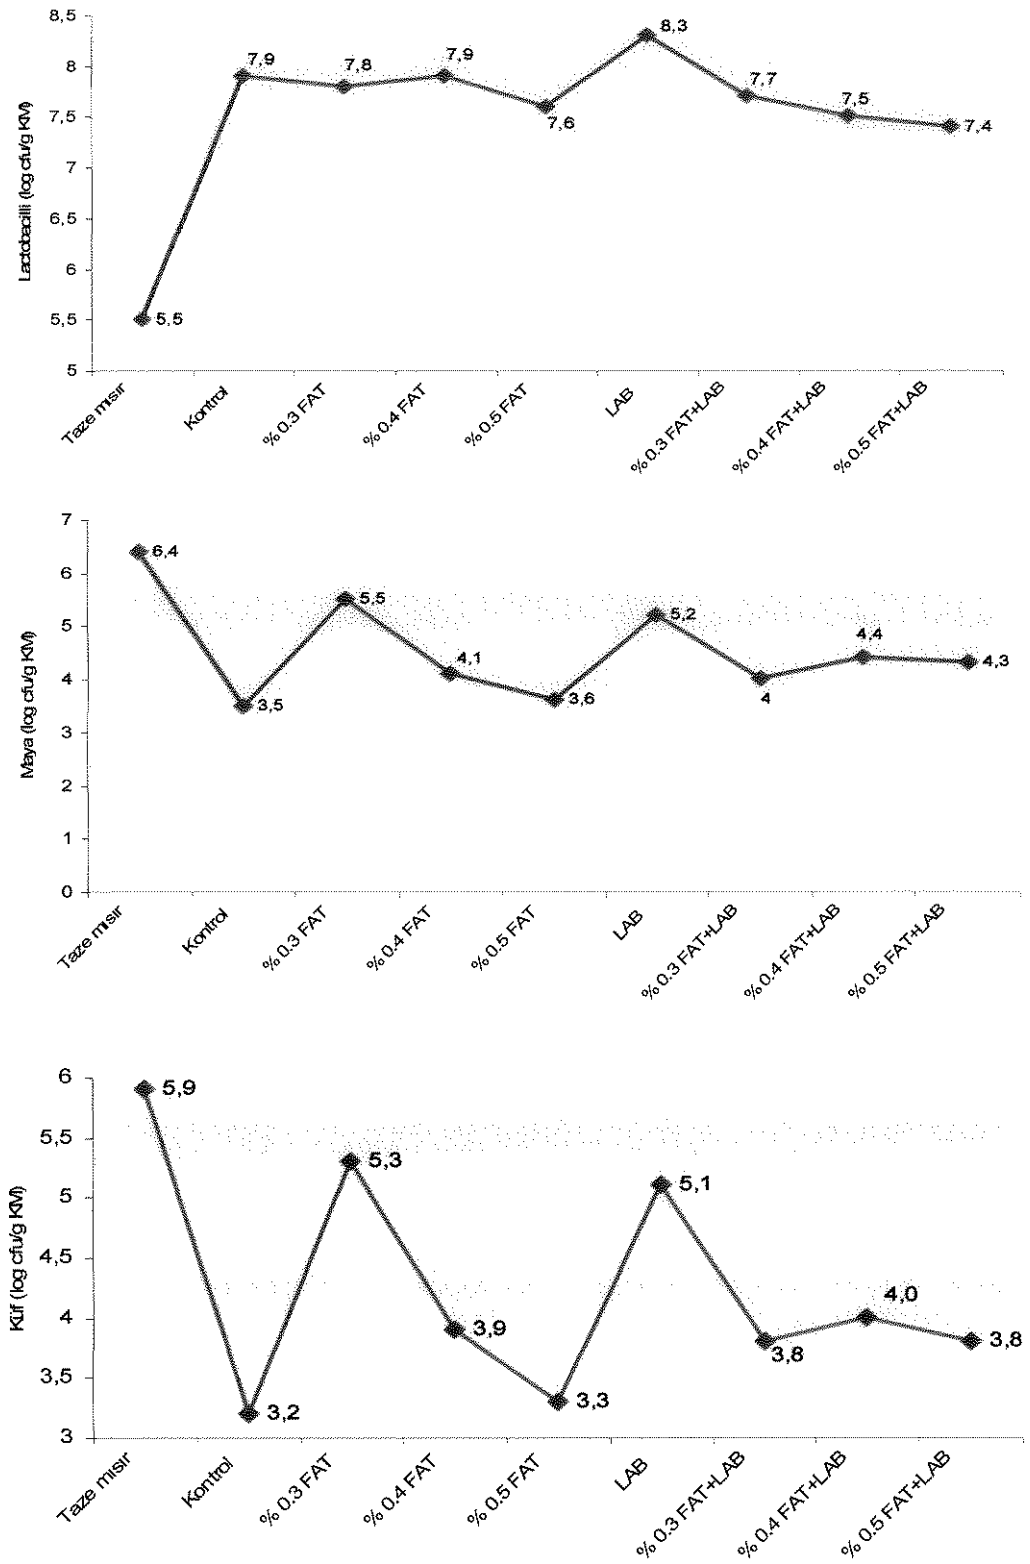 8,5
8
7,5
7
6,5
6
5,5
5
Lactobacilli (log cfu/g KM)
5,5
7,9
7,8
7,9
7,6
8,3
7,7
7,5
7,4
Taze mısır
Kontrol
% 0.3 FAT
% 0.4 FAT
% 0.5 FAT
LAB
% 0.3 FAT+LAB
% 0.4 FAT+LAB
% 0.5 FAT+LAB
7
6
5
4
3
2
1
0
Maya (log cfu/g KM)
6,4
3,5
5,5
4,1
3,6
5,2
4
4,4
4,3
Taze mısır
Kontrol
% 0.3 FAT
% 0.4 FAT
% 0.5 FAT
LAB
% 0.3 FAT+LAB
% 0.4 FAT+LAB
% 0.5 FAT+LAB
6
5,5
5
4,5
4
3,5
3
Küf (log cfu/g KM)
5,9
3,2
5,3
3,9
3,3
5,1
3,8
4,0
3,8
Taze mısır
Kontrol
% 0.3 FAT
% 0.4 FAT
% 0.5 FAT
LAB
% 0.3 FAT+LAB
% 0.4 FAT+LAB
% 0.5 FAT+LAB